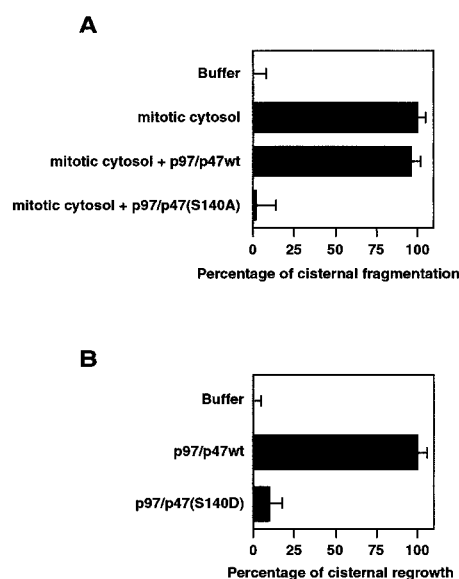 A
Buffer
mitotic cytosol
mitotic cytosol + p97/p47wt
mitotic cytosol + p97/p47(S140A)
0 25 50 75 100
Percentage of cisternal fragmentation
B
Buffer
p97/p47wt
p97/p47(S140D)
0 25 50 75 100
Percentage of cisternal regrowth